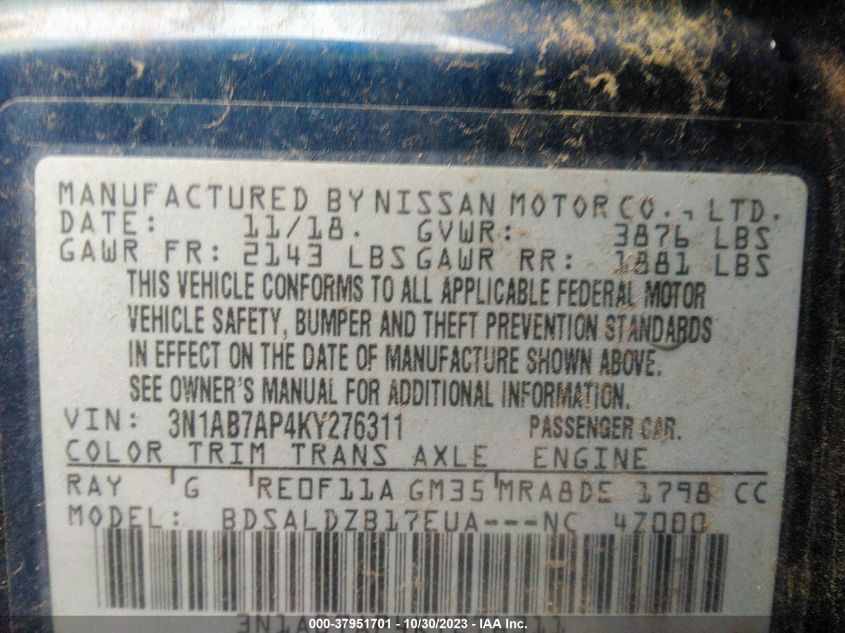 MANUFACTURED BY NISSAN MOTOR CO., LTD.
DATE: 11/18. GVWR: 3876 LBS
GAWR FR: 2143 LBS GAWR RR: 1881 LBS
THIS VEHICLE CONFORMS TO ALL APPLICABLE FEDERAL MOTOR
VEHICLE SAFETY, BUMPER AND THEFT PREVENTION STANDARDS
IN EFFECT ON THE DATE OF MANUFACTURE SHOWN ABOVE.
SEE OWNER'S MANUAL FOR ADDITIONAL INFORMATION.
VIN: 3N1AB7AP4KY276311 PASSENGER CAR.
COLOR TRIM TRANS AXLE ENGINE
RAY G RE0F11A GM35 MRA8DE 1798 CC
MODEL: BDSALDZB17EUA---NC 4Z000
000-37951701 - 10/30/2023 - IAA Inc.